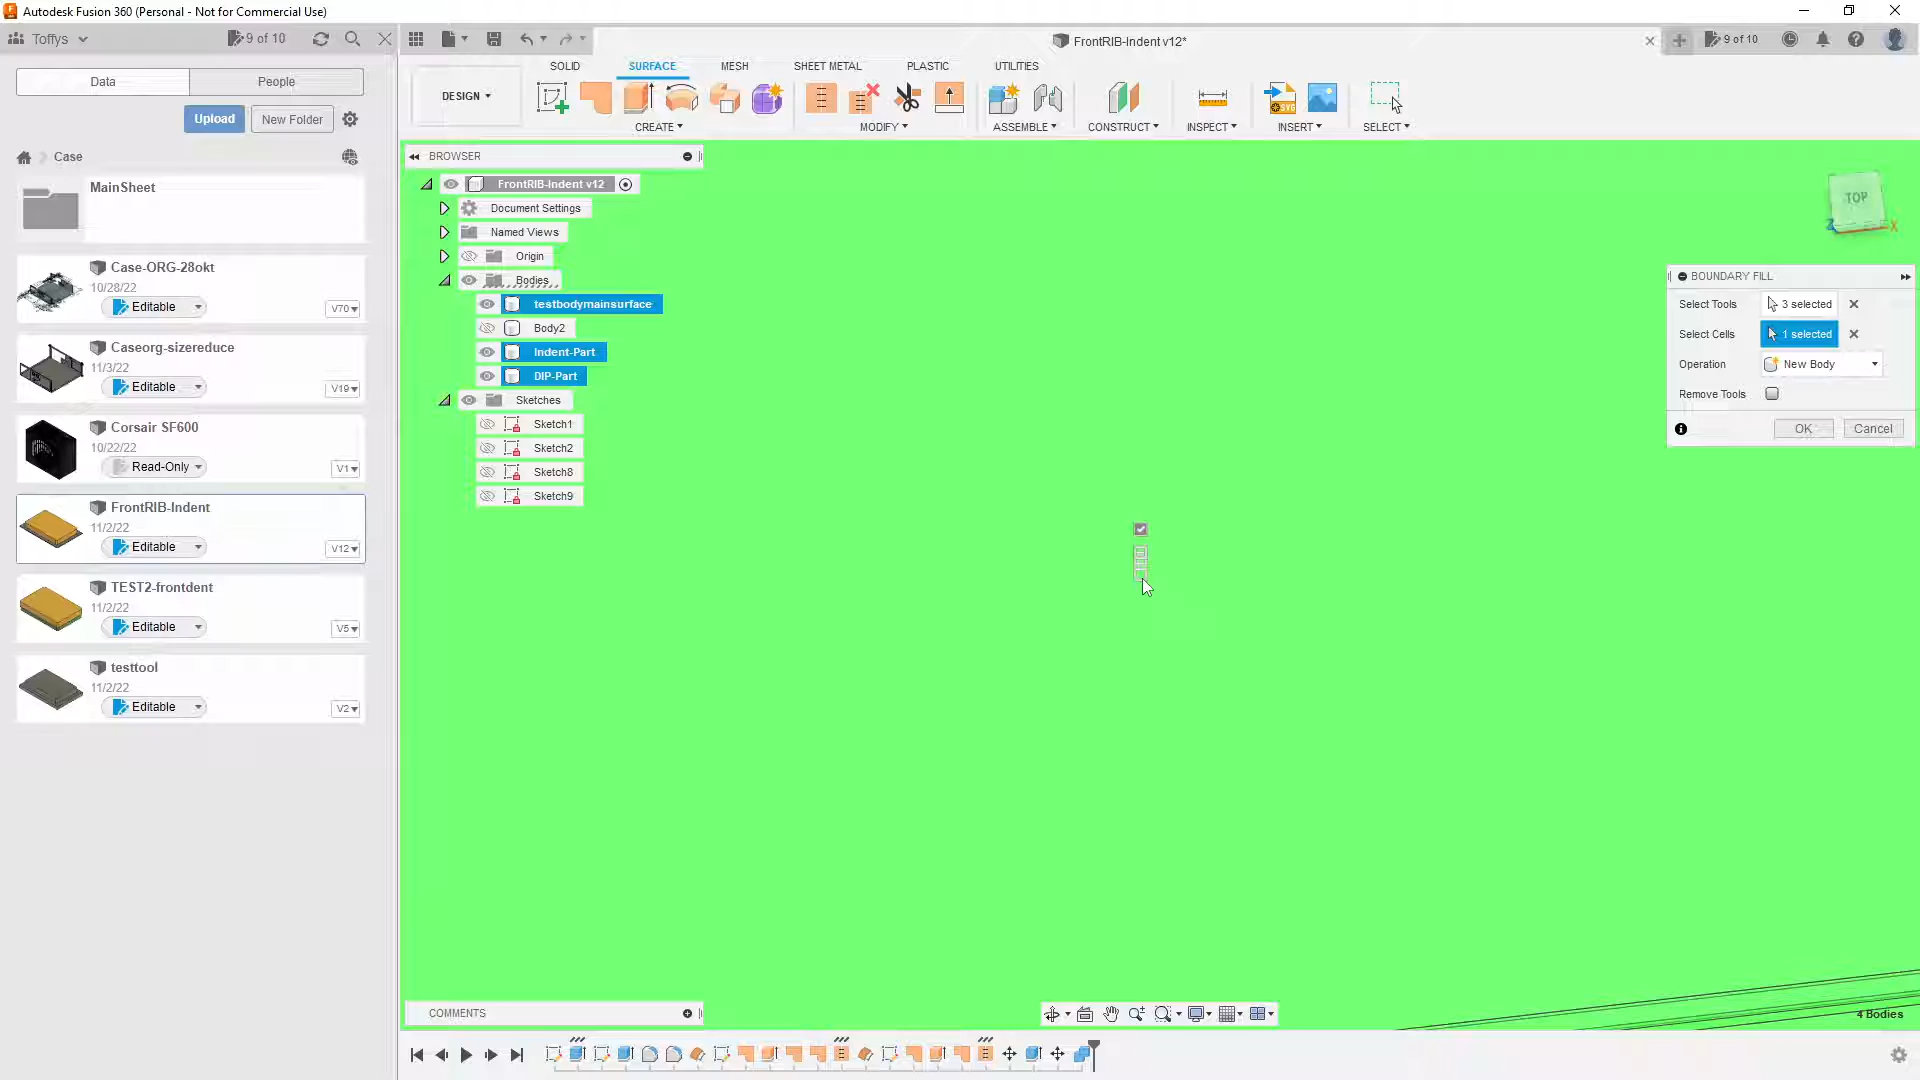 Autodesk Fusion 360 (Personal - Not for Commercial Use)
Toffys
9 of 10
FrontRIB-Indent v12*
9 of 10
Data
People
Upload
New Folder
Case
MainSheet
Case-ORG-28okt
10/28/22
Editable
V70
Caseorg-sizereduce
11/3/22
Editable
V19
Corsair SF600
10/22/22
Read-Only
V1
FrontRIB-Indent
11/2/22
Editable
V12
TEST2-frontdent
11/2/22
Editable
V5
testtool
11/2/22
Editable
V2
SOLID
SURFACE
MESH
SHEET METAL
PLASTIC
UTILITIES
DESIGN
SVG
CREATE
MODIFY
ASSEMBLE
CONSTRUCT
INSPECT
INSERT
SELECT
BROWSER
FrontRIB-Indent v12
Document Settings
Named Views
Origin
Bodies
testbodymainsurface
Body2
Indent-Part
DIP-Part
Sketches
Sketch1
Sketch2
Sketch8
Sketch9
TOP
Z
X
BOUNDARY FILL
Select Tools
3 selected
Select Cells
1 selected
Operation
New Body
Remove Tools
OK
Cancel
COMMENTS
4 Bodies